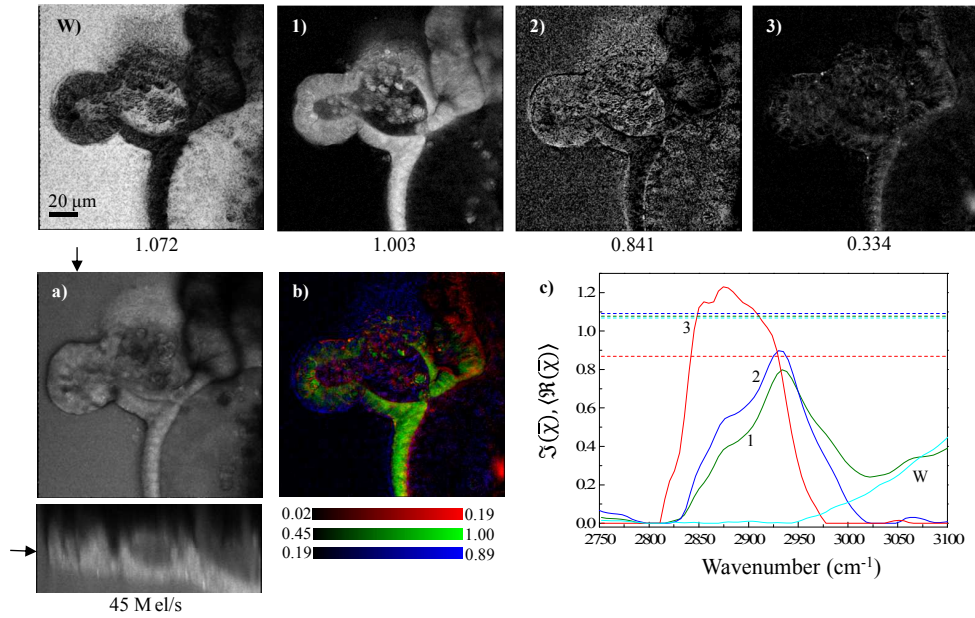 W)
1)
2)
3)
20 µm
1.072
1.003
0.841
0.334
a)
b)
c)
45 M el/s
0.02 0.19
0.45 1.00
0.19 0.89
ℑ(χ̄), ⟨ℜ(χ̄)⟩
1.2
1.0
0.8
0.6
0.4
0.2
0.0
3
2
1
W
2750 2800 2850 2900 2950 3000 3050 3100
Wavenumber (cm⁻¹)